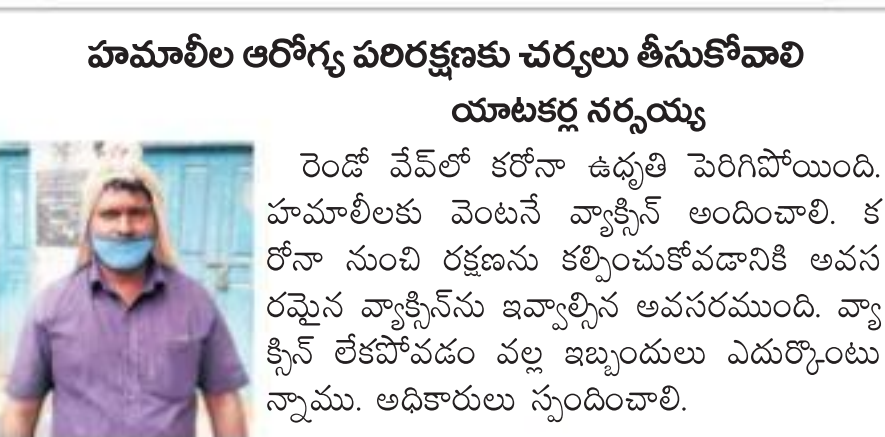 హమాలీల ఆరోగ్య పరిరక్షణకు చర్యలు తీసుకోవాలి
యాటకర్ల నర్సయ్య
రెండో వేవ్‌లో కరోనా ఉధృతి పెరిగిపోయింది.
హమాలీలకు వెంటనే వ్యాక్సిన్ అందించాలి. క
రోనా నుంచి రక్షణను కల్పించుకోవడానికి అవస
రమైన వ్యాక్సిన్‌ను ఇవ్వాల్సిన అవసరముంది. వ్యా
క్సిన్ లేకపోవడం వల్ల ఇబ్బందులు ఎదుర్కొంటు
న్నాము. అధికారులు స్పందించాలి.